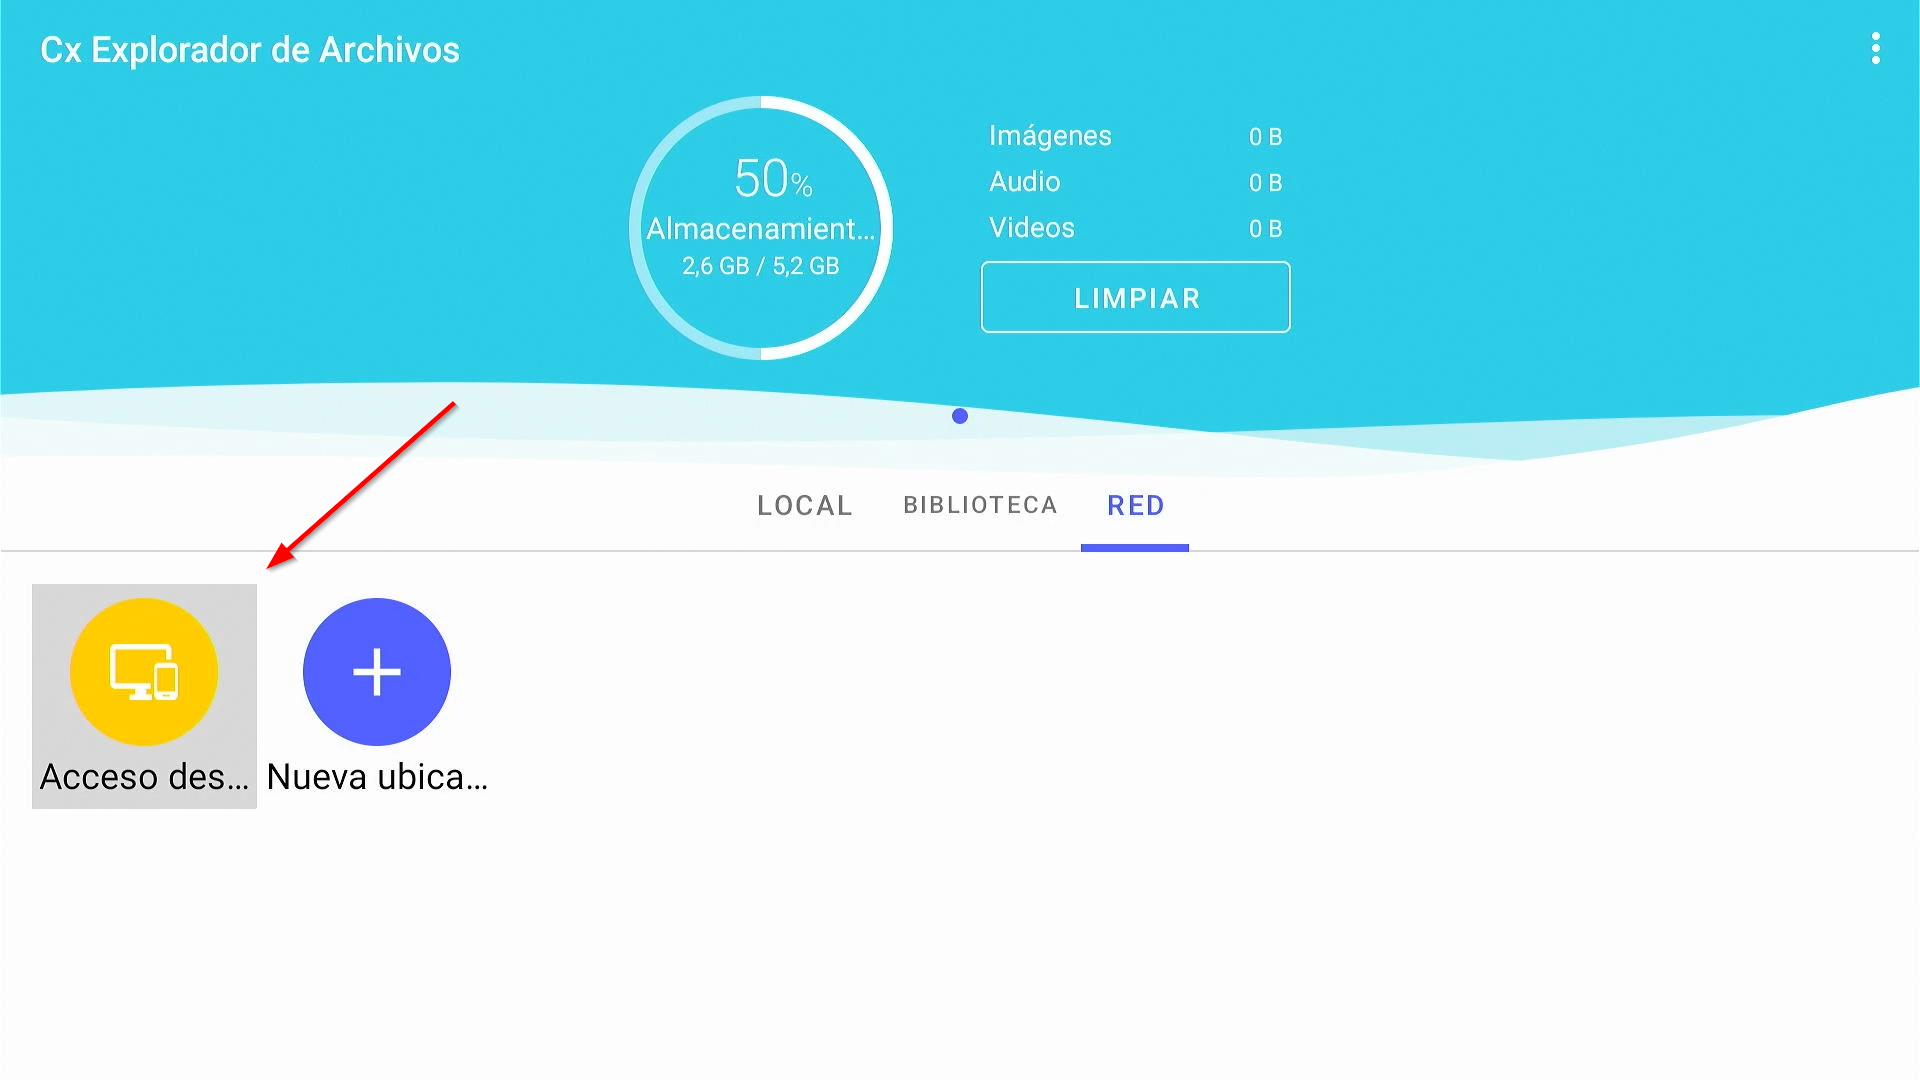 Cx Explorador de Archivos
50%
Almacenamient...
2,6 GB / 5,2 GB
Imágenes 0 B
Audio 0 B
Videos 0 B
LIMPIAR
LOCAL BIBLIOTECA RED
Acceso des... Nueva ubica...